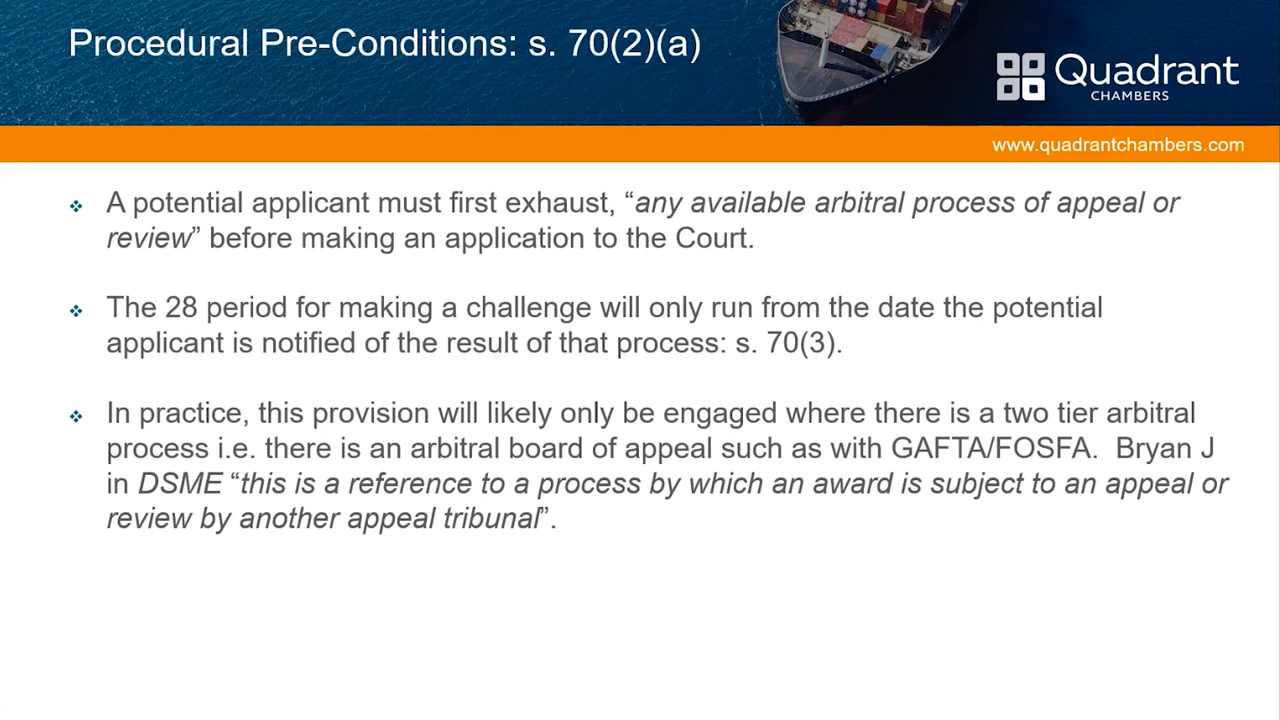 Procedural Pre-Conditions: s. 70(2)(a)
Quadrant
CHAMBERS
www.quadrantchambers.com
A potential applicant must first exhaust, “any available arbitral process of appeal or
review” before making an application to the Court.
The 28 period for making a challenge will only run from the date the potential
applicant is notified of the result of that process: s. 70(3).
In practice, this provision will likely only be engaged where there is a two tier arbitral
process i.e. there is an arbitral board of appeal such as with GAFTA/FOSFA.  Bryan J
in DSME “this is a reference to a process by which an award is subject to an appeal or
review by another appeal tribunal”.